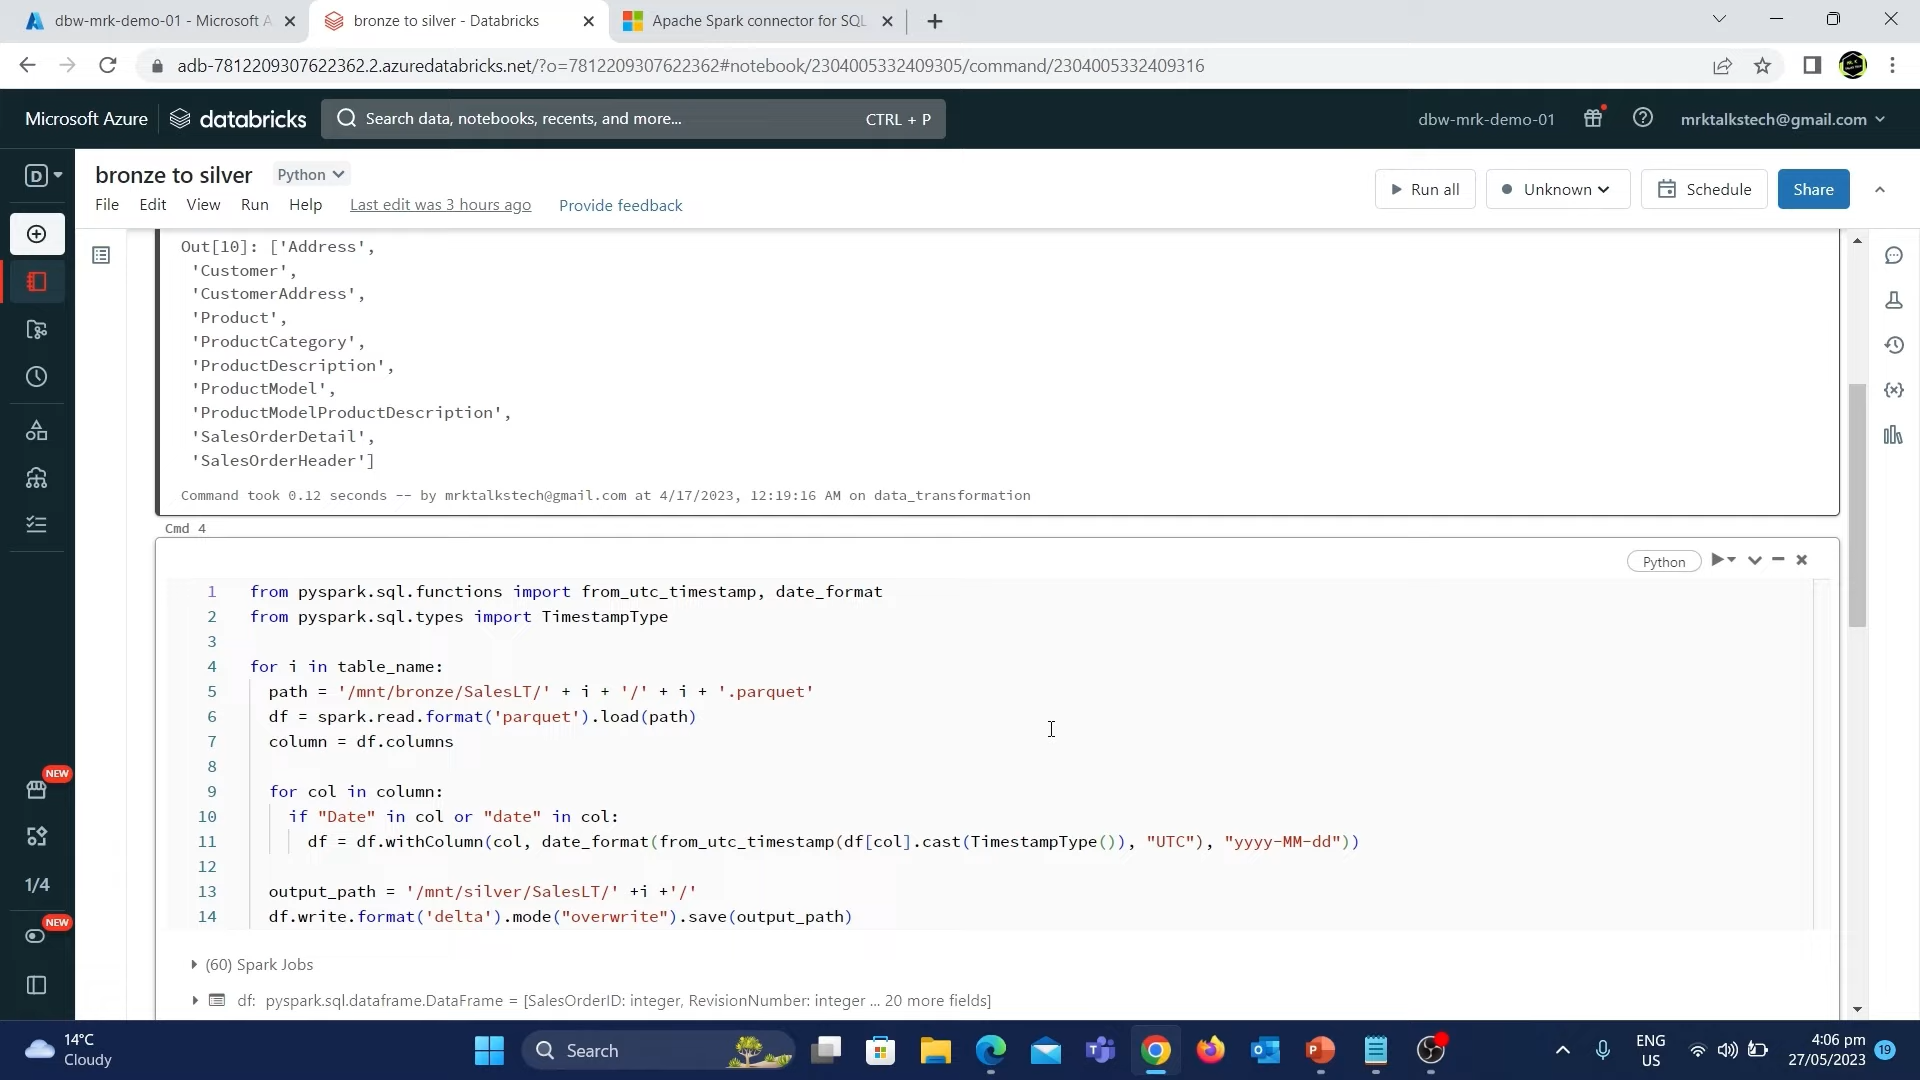 dbw-mrk-demo-01 - Microsoft A
bronze to silver - Databricks
Apache Spark connector for SQL
adb-7812209307622362.2.azuredatabricks.net/?o=7812209307622362#notebook/2304005332409305/command/2304005332409316
Microsoft Azure
databricks
Search data, notebooks, recents, and more...
CTRL + P
dbw-mrk-demo-01
mrktalkstech@gmail.com
D
bronze to silver
Python
Run all
Unknown
Schedule
Share
File
Edit
View
Run
Help
Last edit was 3 hours ago
Provide feedback
Out[10]: ['Address',
'Customer',
'CustomerAddress',
'Product',
'ProductCategory',
'ProductDescription',
'ProductModel',
'ProductModelProductDescription',
'SalesOrderDetail',
'SalesOrderHeader']
Command took 0.12 seconds -- by mrktalkstech@gmail.com at 4/17/2023, 12:19:16 AM on data_transformation
Cmd 4
Python
1 from pyspark.sql.functions import from_utc_timestamp, date_format
2 from pyspark.sql.types import TimestampType
3
4 for i in table_name:
5 path = '/mnt/bronze/SalesLT/' + i + '/' + i + '.parquet'
6 df = spark.read.format('parquet').load(path)
7 column = df.columns
8
9 for col in column:
10 if "Date" in col or "date" in col:
11 df = df.withColumn(col, date_format(from_utc_timestamp(df[col].cast(TimestampType()), "UTC"), "yyyy-MM-dd"))
12
13 output_path = '/mnt/silver/SalesLT/' +i +'/'
14 df.write.format('delta').mode("overwrite").save(output_path)
(60) Spark Jobs
df: pyspark.sql.dataframe.DataFrame = [SalesOrderID: integer, RevisionNumber: integer ... 20 more fields]
NEW
1/4
NEW
14°C
Cloudy
Search
ENG
US
4:06 pm
27/05/2023
19